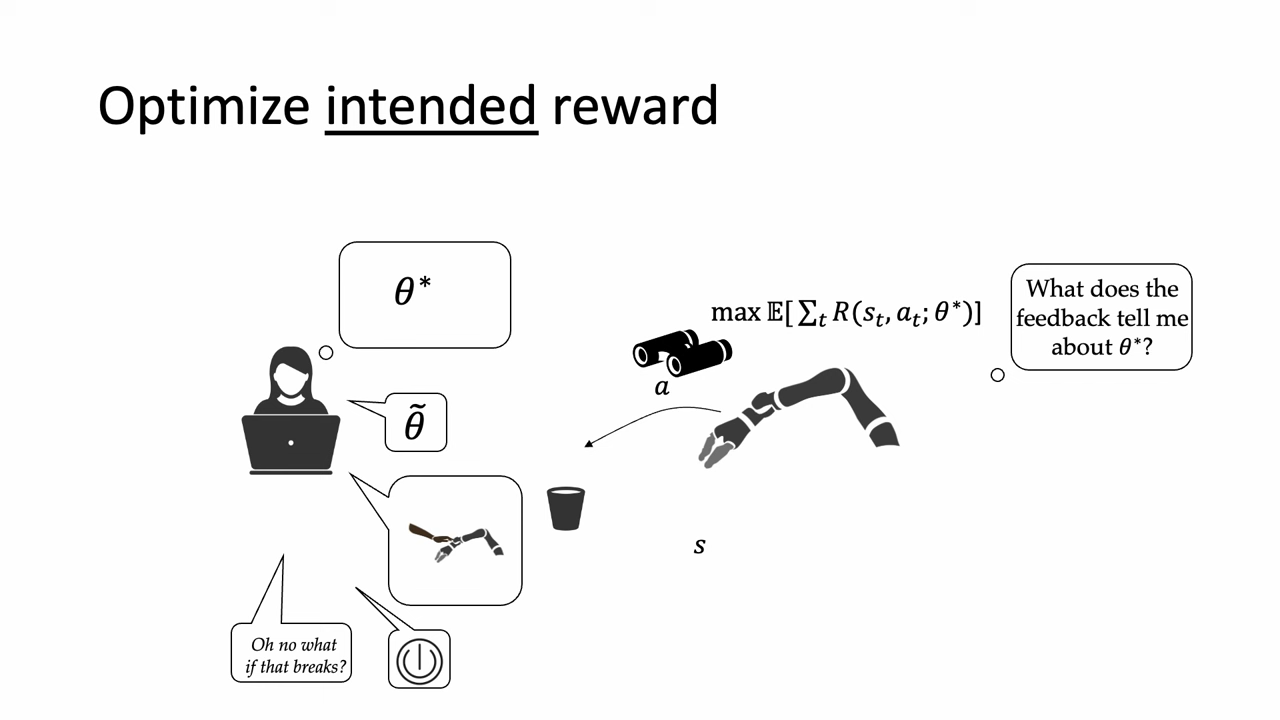 Optimize intended reward
θ*
max 𝔼[∑ₜ R(sₜ, aₜ; θ*)]
What does the
feedback tell me
about θ*?
a
θ̃
s
Oh no what
if that breaks?